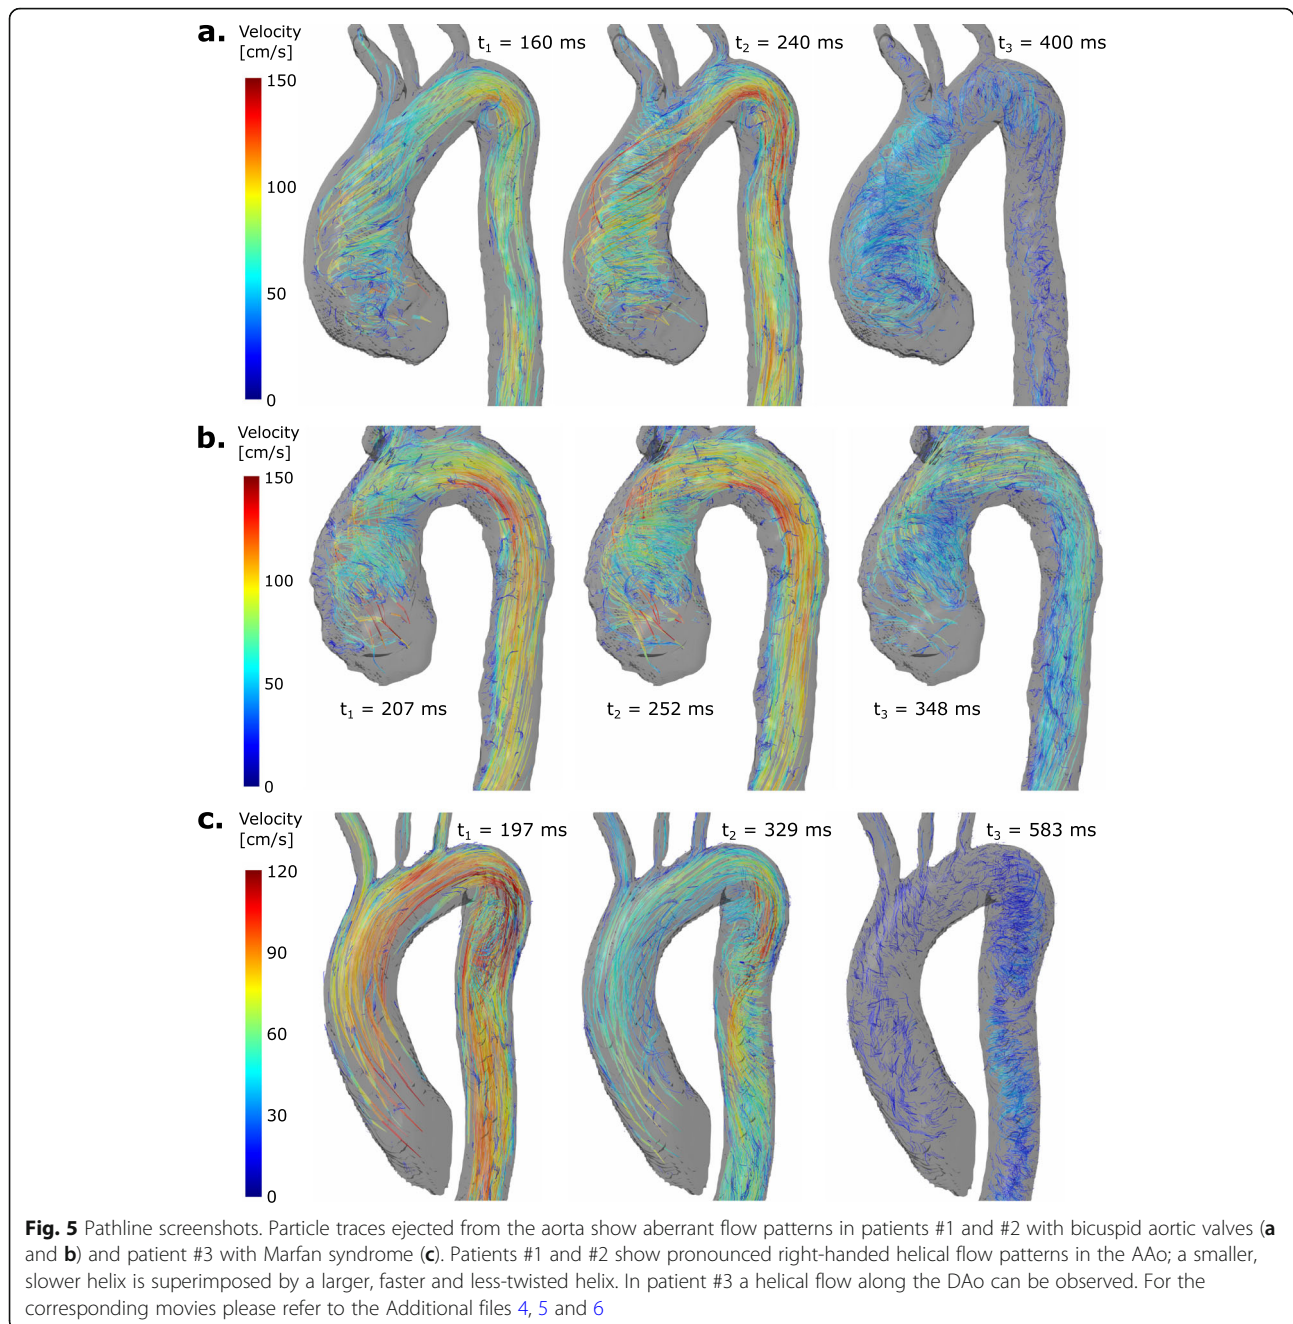 a.
Velocity
[cm/s]
150
100
50
0
t1 = 160 ms
t2 = 240 ms
t3 = 400 ms
b.
Velocity
[cm/s]
150
100
50
0
t1 = 207 ms
t2 = 252 ms
t3 = 348 ms
c.
Velocity
[cm/s]
120
90
60
30
0
t1 = 197 ms
t2 = 329 ms
t3 = 583 ms
Fig. 5 Pathline screenshots. Particle traces ejected from the aorta show aberrant flow patterns in patients #1 and #2 with bicuspid aortic valves (a
and b) and patient #3 with Marfan syndrome (c). Patients #1 and #2 show pronounced right-handed helical flow patterns in the AAo; a smaller,
slower helix is superimposed by a larger, faster and less-twisted helix. In patient #3 a helical flow along the DAo can be observed. For the
corresponding movies please refer to the Additional files 4, 5 and 6